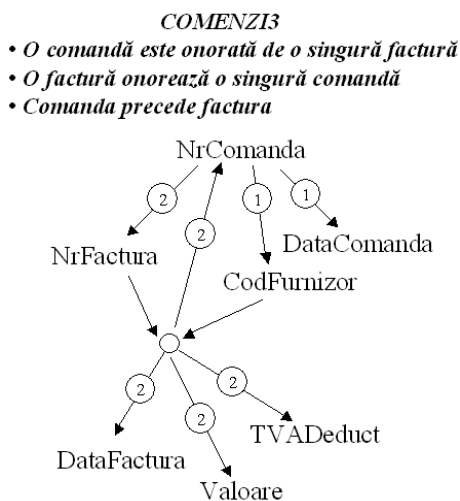 COMENZI3
• O comandă este onorată de o singură factură
• O factură onorează o singură comandă
• Comanda precede factura
NrComanda
2
2
1
1
NrFactura
DataComanda
CodFurnizor
2
2
2
TVADeduct
DataFactura
Valoare